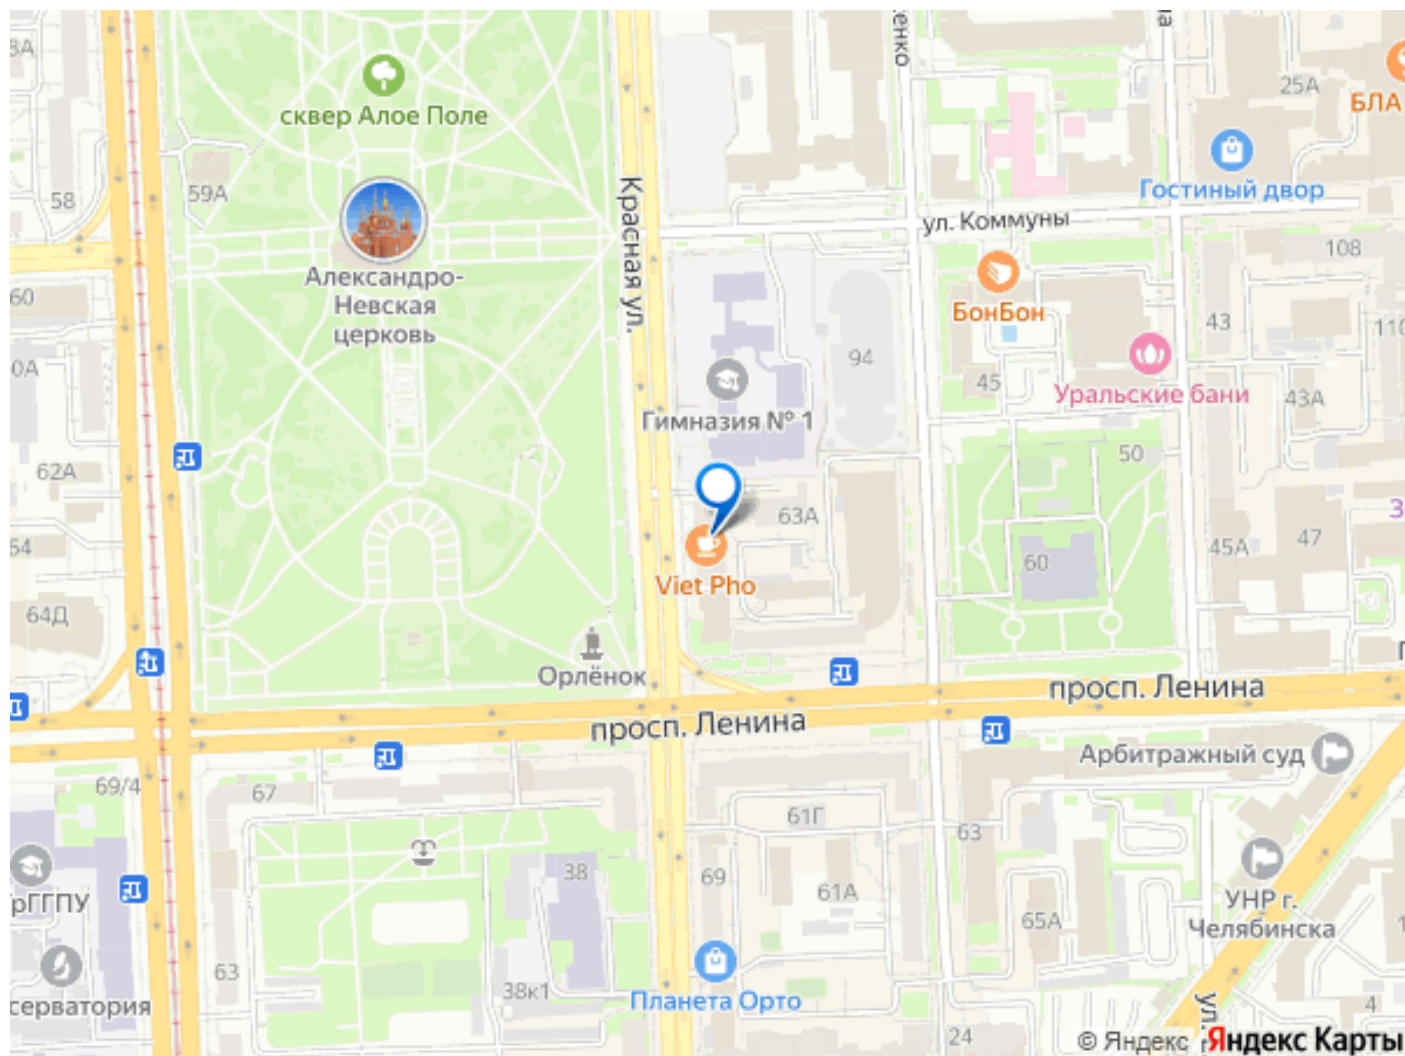 3А
енко
на
25А
БЛА
сквер Алое Поле
58
59А
Гостиный двор
Красная ул.
ул. Коммуны
108
Александро-
Невская
церковь
60
БонБон
43
110
0А
94
45
Уральские бани
43А
Гимназия № 1
62А
50
З
54
63А
45А
47
60
Viet Pho
64Д
Орлёнок
просп. Ленина
просп. Ленина
Арбитражный суд
69/4
67
61Г
63
38
69
61А
65А
рГГПУ
УНР г.
Челябинска
63
38к1
Планета Орто
серватория
24
4
ул.
© Яндекс
Яндекс Карты